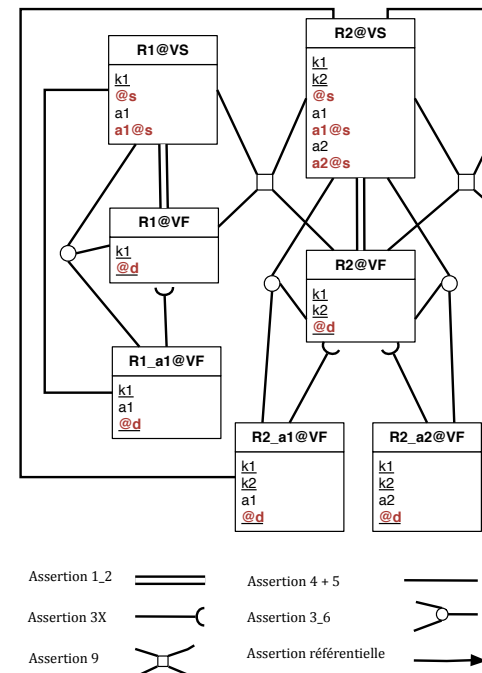 R2@VS
k1
k2
@s
a1
a1@s
a2
a2@s
R1@VS
k1
@s
a1
a1@s
R1@VF
k1
@d
R2@VF
k1
k2
@d
R1_a1@VF
k1
a1
@d
R2_a1@VF
k1
k2
a1
@d
R2_a2@VF
k1
k2
a2
@d
Assertion 1_2
Assertion 4 + 5
Assertion 3X
Assertion 3_6
Assertion 9
Assertion référentielle